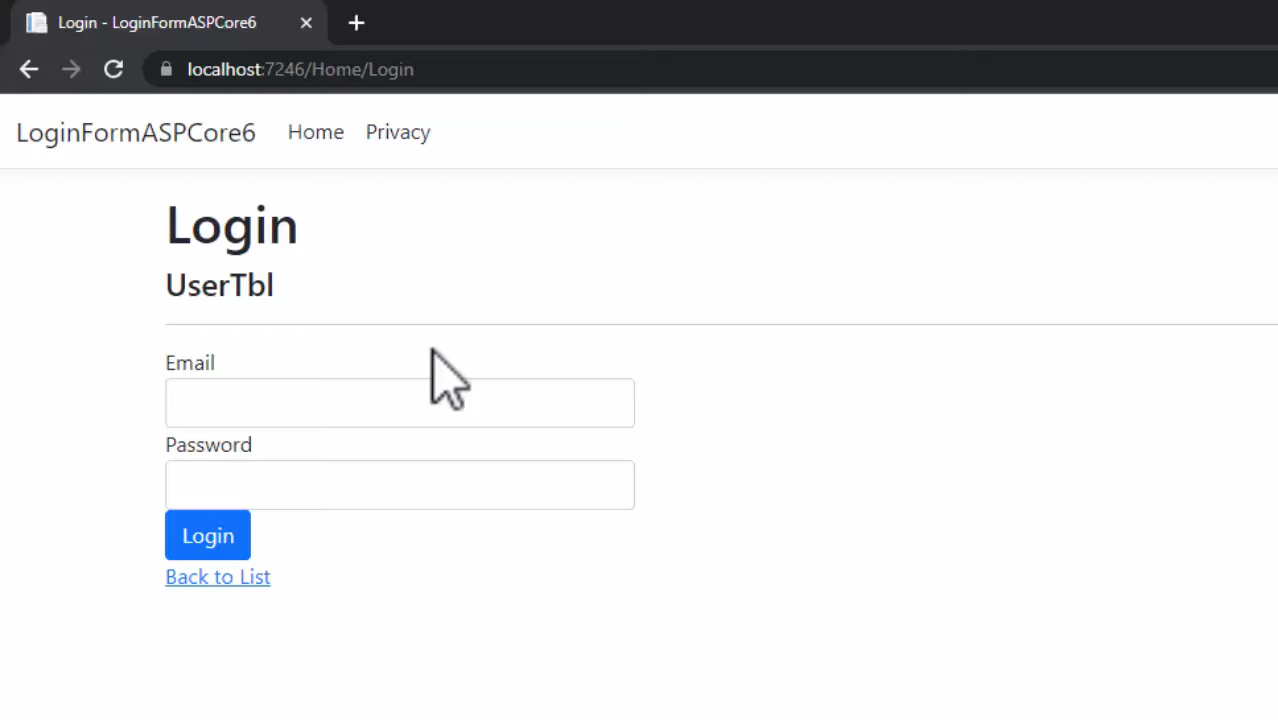 Login - LoginFormASPCore6
localhost:7246/Home/Login
LoginFormASPCore6 Home Privacy
Login
UserTbl
Email
Password
Login
Back to List